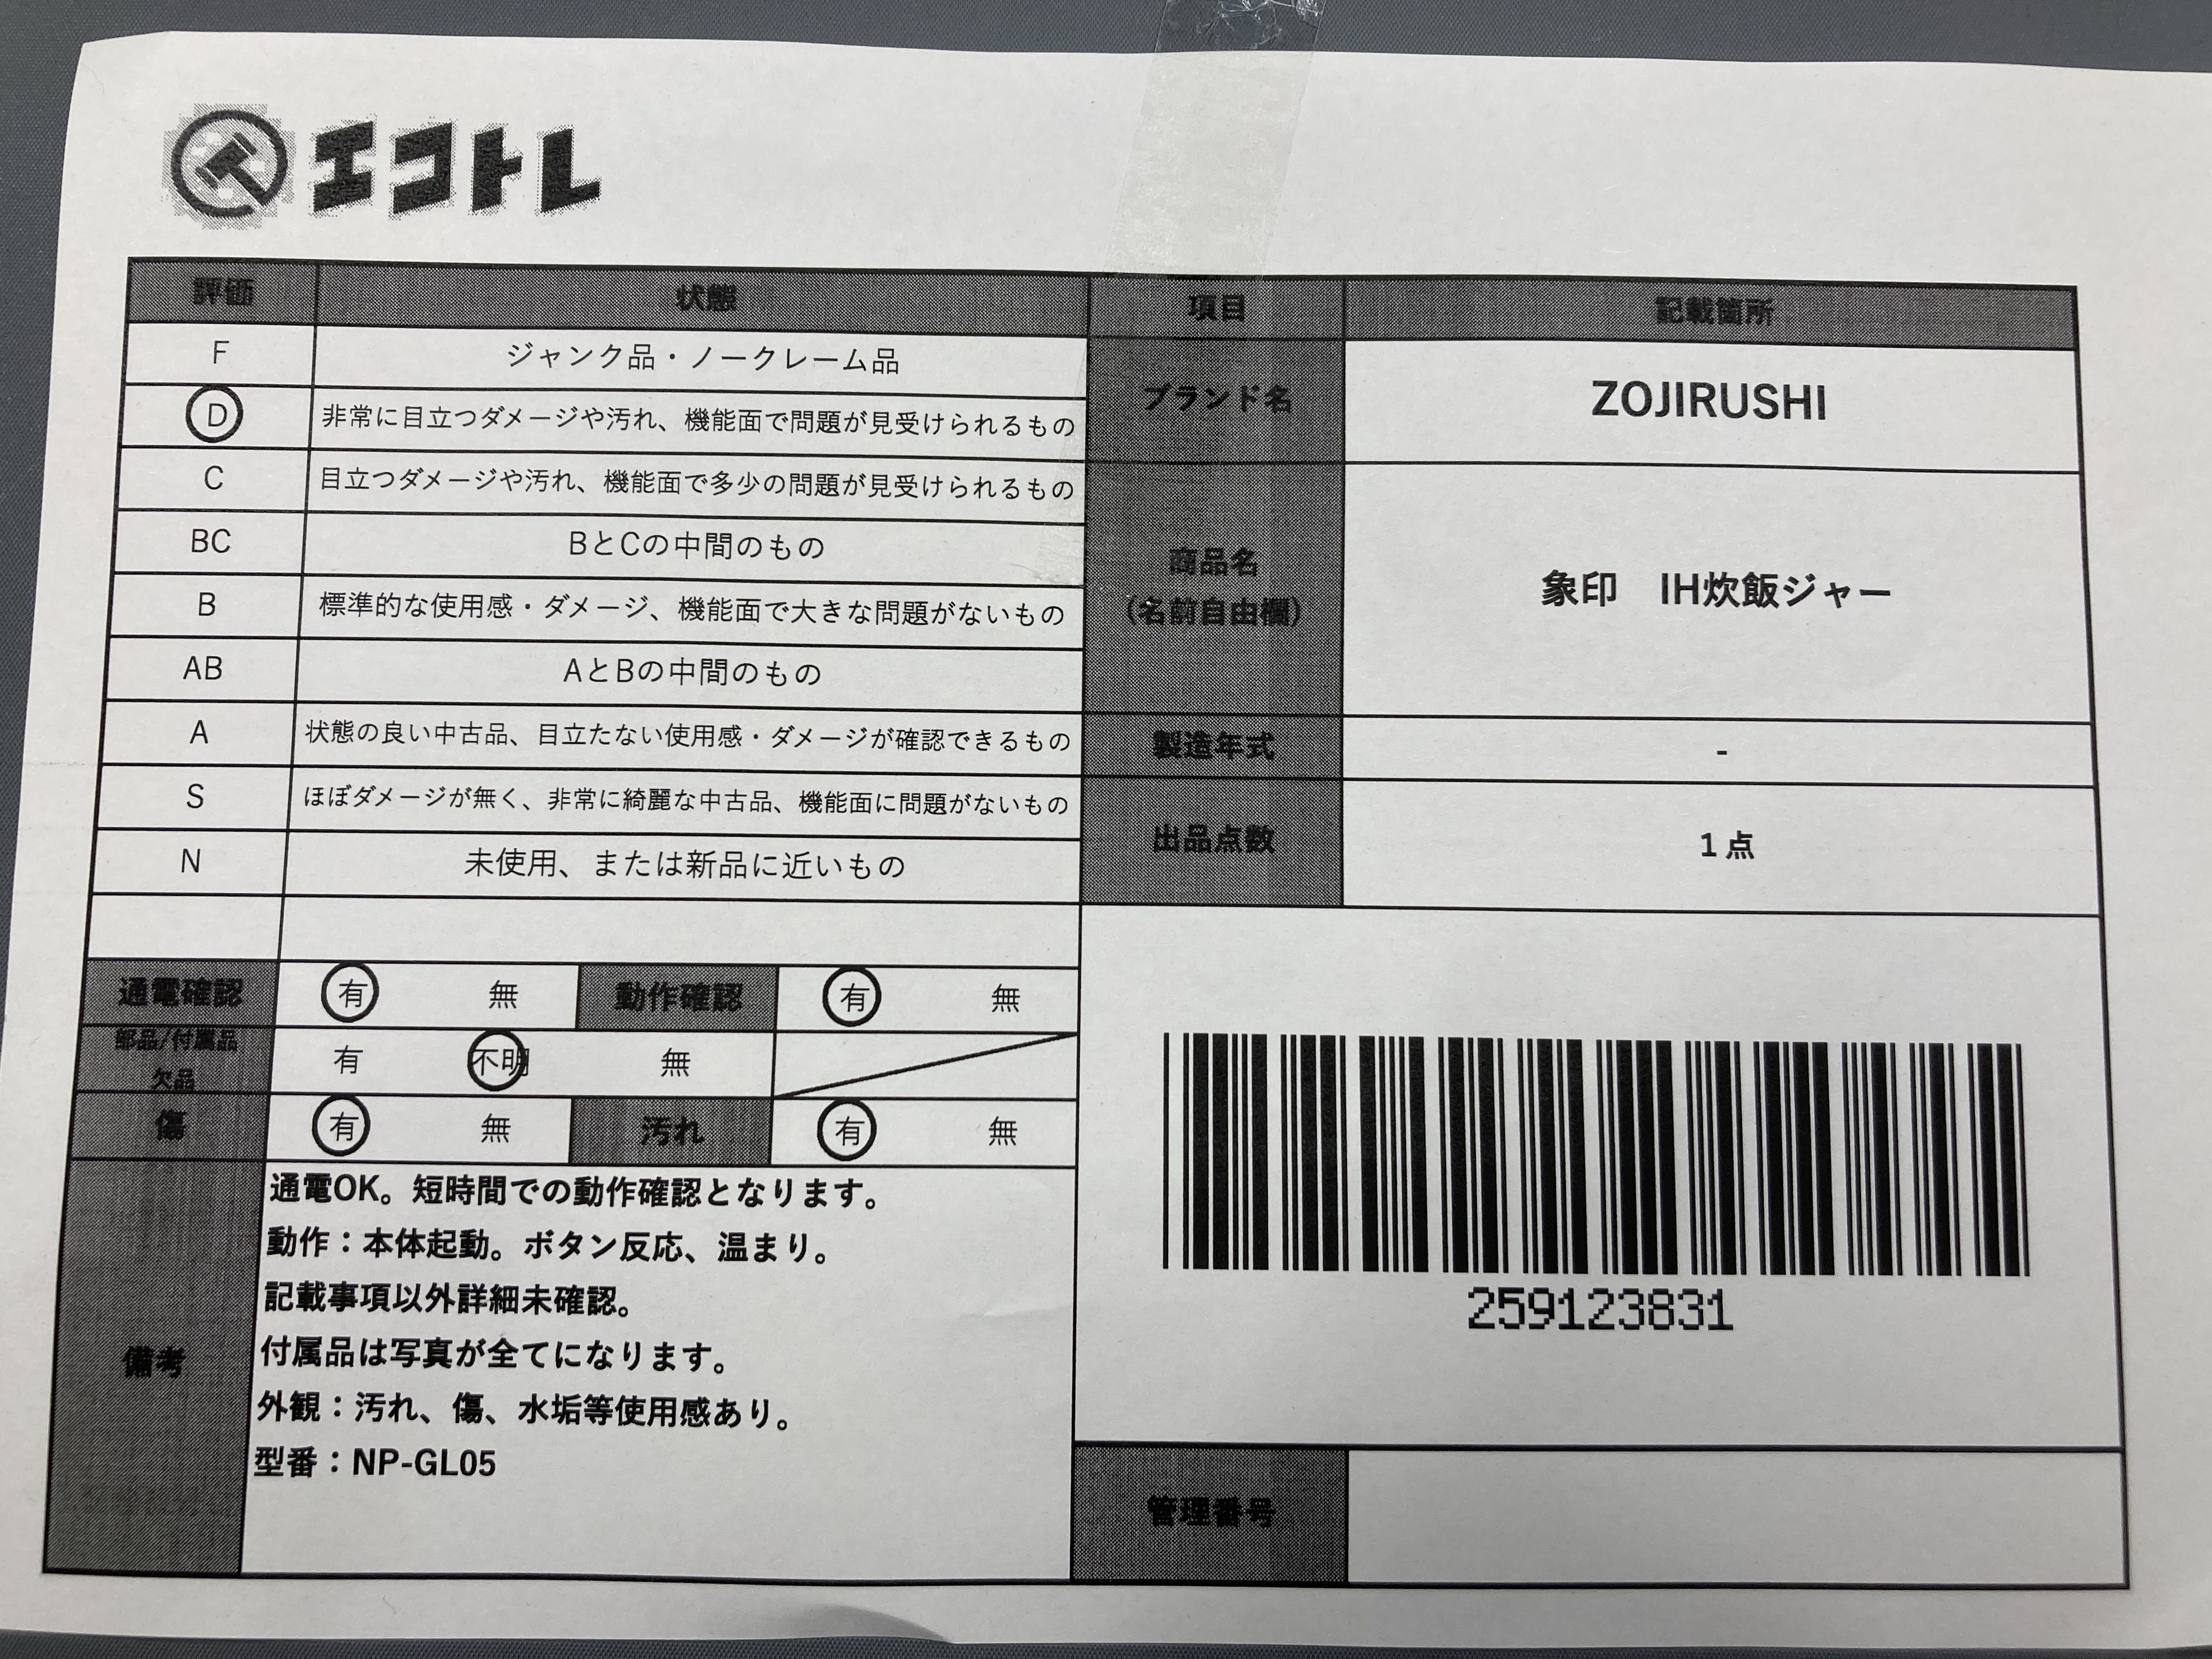 エコトレ
評価 状態 項目 記載箇所
F ジャンク品・ノークレーム品
D 非常に目立つダメージや汚れ、機能面で問題が見受けられるもの
C 目立つダメージや汚れ、機能面で多少の問題が見受けられるもの
BC BとCの中間のもの
B 標準的な使用感・ダメージ、機能面で大きな問題がないもの
AB AとBの中間のもの
A 状態の良い中古品、目立たない使用感・ダメージが確認できるもの
S ほぼダメージが無く、非常に綺麗な中古品、機能面に問題がないもの
N 未使用、または新品に近いもの
ブランド名 ZOJIRUSHI
商品名
(名前自由欄)
象印 IH炊飯ジャー
製造年式 -
出品点数 1点
通電確認 有 無 動作確認 有 無
部品/付属品
欠品
有 不明 無
傷 有 無 汚れ 有 無
備考
通電OK。短時間での動作確認となります。
動作：本体起動。ボタン反応、温まり。
記載事項以外詳細未確認。
付属品は写真が全てになります。
外観：汚れ、傷、水垢等使用感あり。
型番：NP-GL05
259123831
管理番号